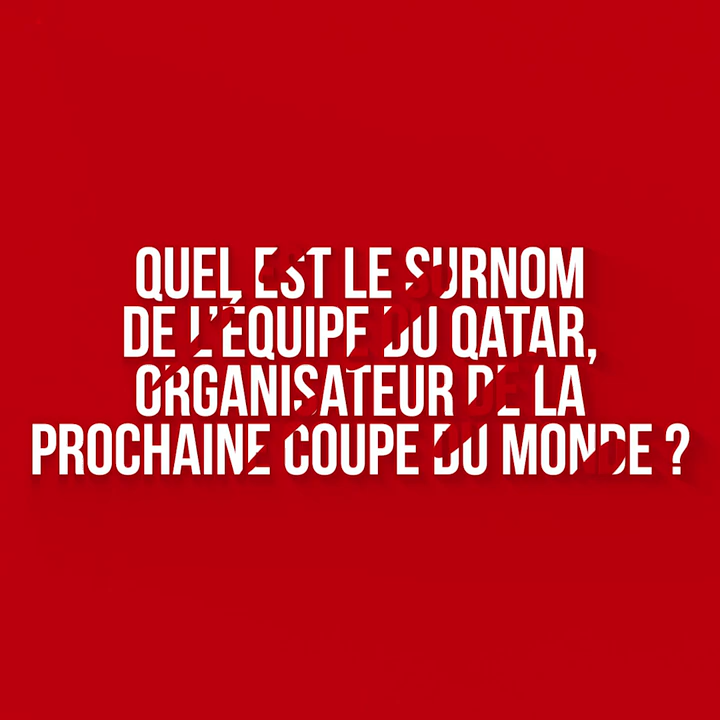 QUEL EST LE SURNOM
DE L'ÉQUIPE DU QATAR,
ORGANISATEUR DE LA
PROCHAINE COUPE DU MONDE ?